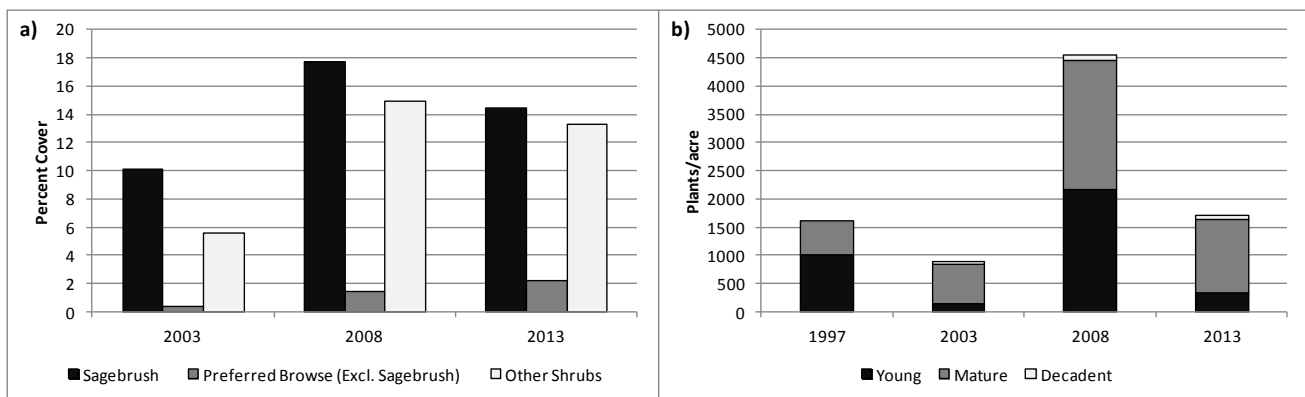 a)
Percent Cover
20
18
16
14
12
10
8
6
4
2
0
2003 2008 2013
Sagebrush Preferred Browse (Excl. Sagebrush) Other Shrubs
b)
Plants/acre
5000
4500
4000
3500
3000
2500
2000
1500
1000
500
0
1997 2003 2008 2013
Young Mature Decadent